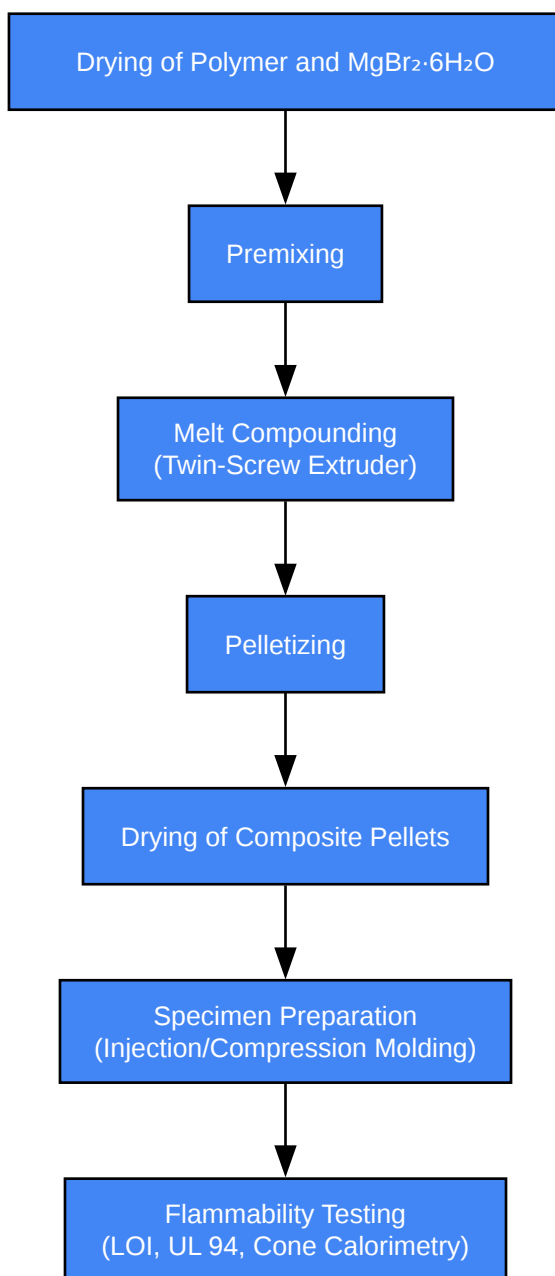 Drying of Polymer and MgBr₂·6H₂O
Premixing
Melt Compounding
(Twin-Screw Extruder)
Pelletizing
Drying of Composite Pellets
Specimen Preparation
(Injection/Compression Molding)
Flammability Testing
(LOI, UL 94, Cone Calorimetry)